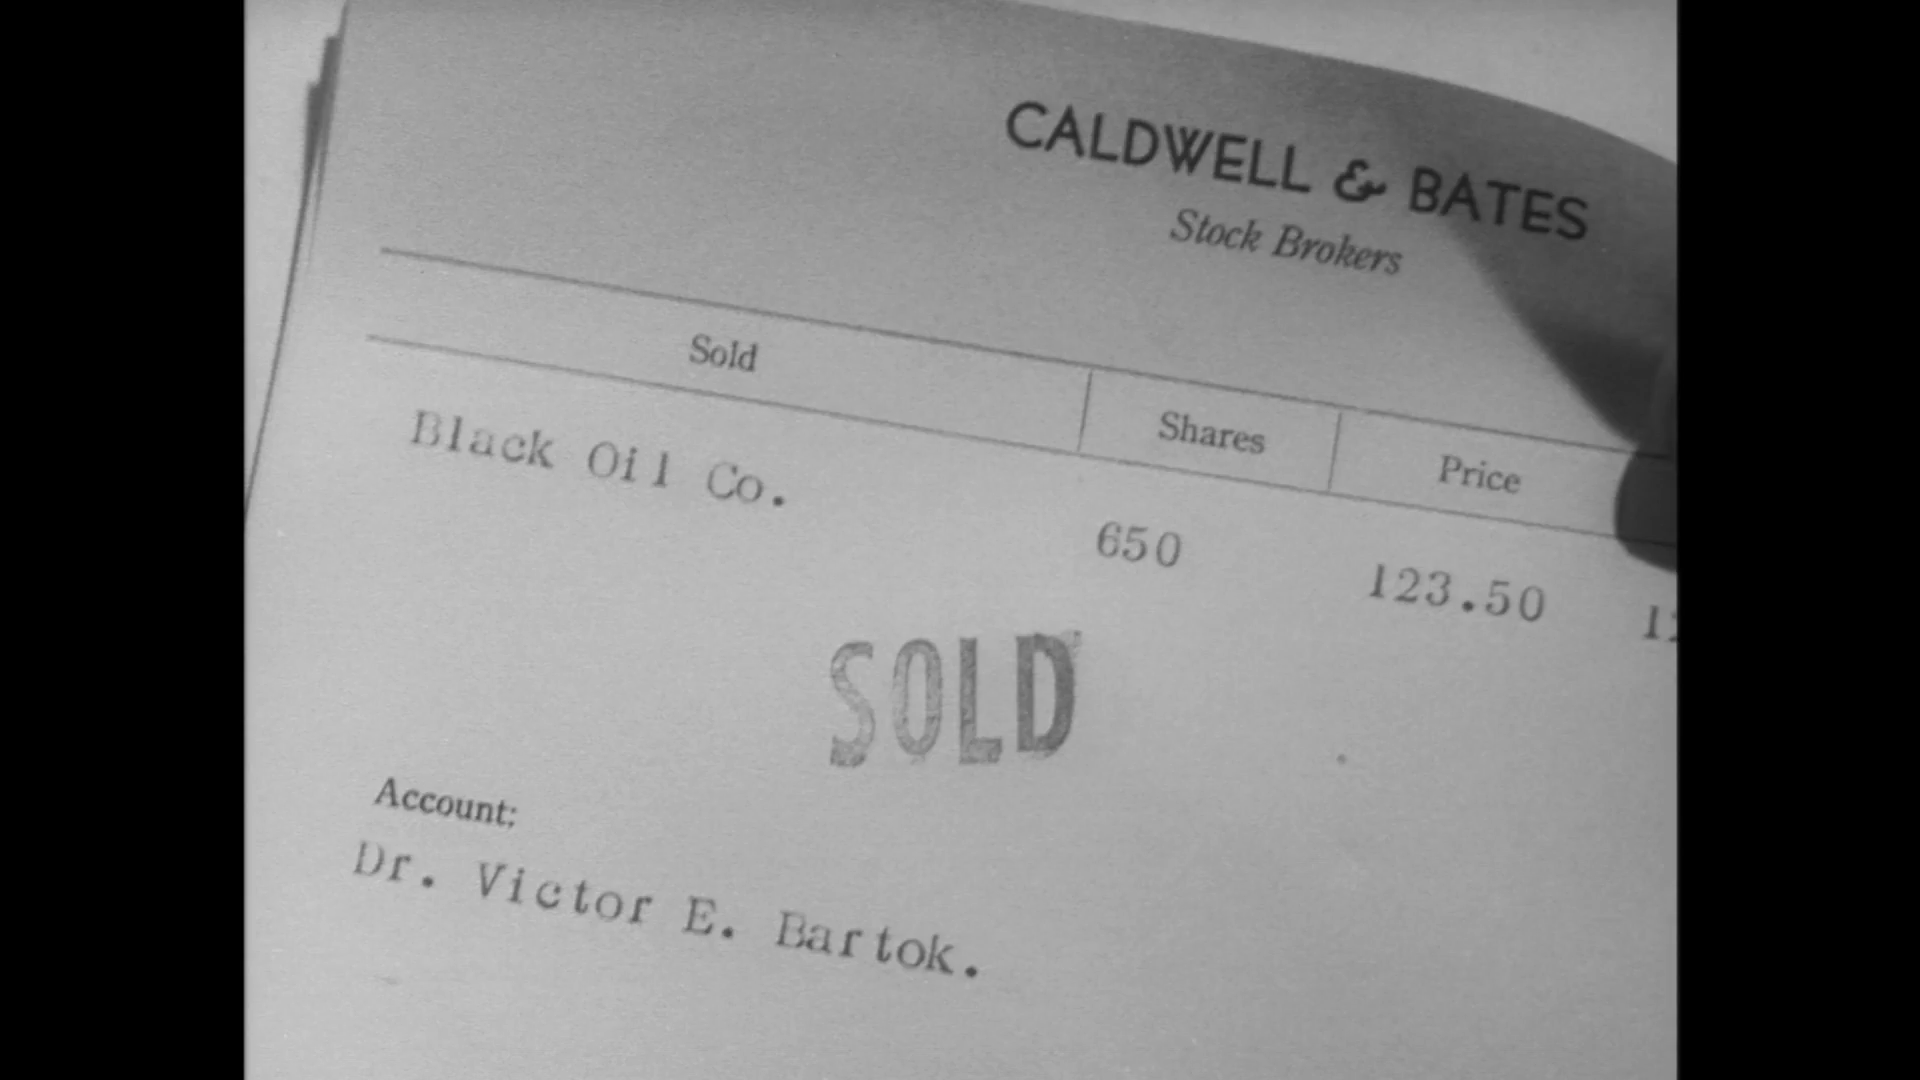 CALDWELL & BATES
Stock Brokers
Sold Shares Price
Black Oil Co. 650 123.50
SOLD
Account:
Dr. Victor E. Bartok.